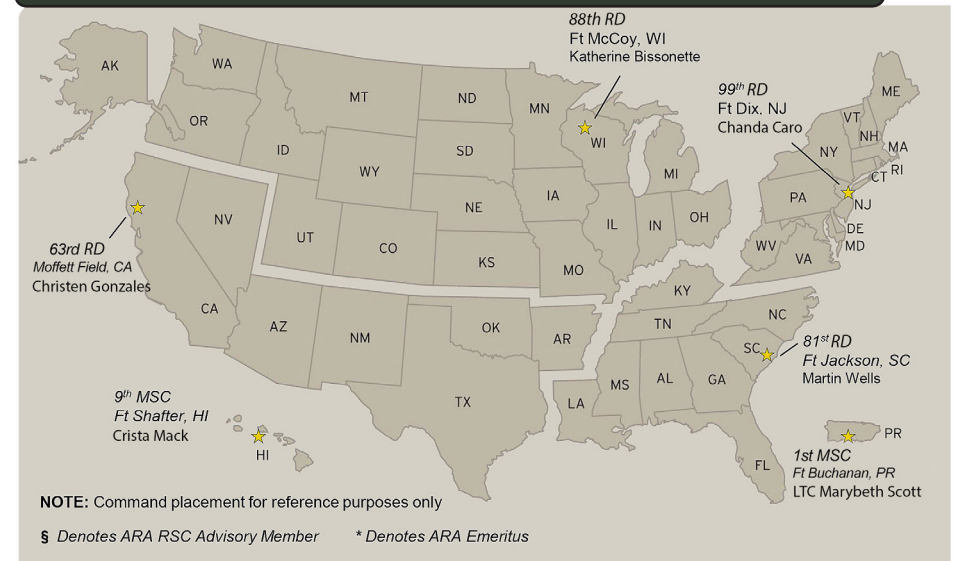 88th RD
Ft McCoy, WI
Katherine Bissonette
99th RD
Ft Dix, NJ
Chanda Caro
AK
WA
MT
ND
MN
ME
VT
NH
OR
ID
WY
SD
WI
MI
NY
MA
RI
CT
NV
UT
CO
NE
KS
IA
MO
IL
IN
OH
PA
NJ
DE
MD
WV
VA
63rd RD
Moffett Field, CA
Christen Gonzales
CA
AZ
NM
OK
AR
TX
LA
KY
TN
NC
SC
MS
AL
GA
FL
81st RD
Ft Jackson, SC
Martin Wells
9th MSC
Ft Shafter, HI
Crista Mack
HI
PR
1st MSC
Ft Buchanan, PR
LTC Marybeth Scott
NOTE: Command placement for reference purposes only
§ Denotes ARA RSC Advisory Member * Denotes ARA Emeritus